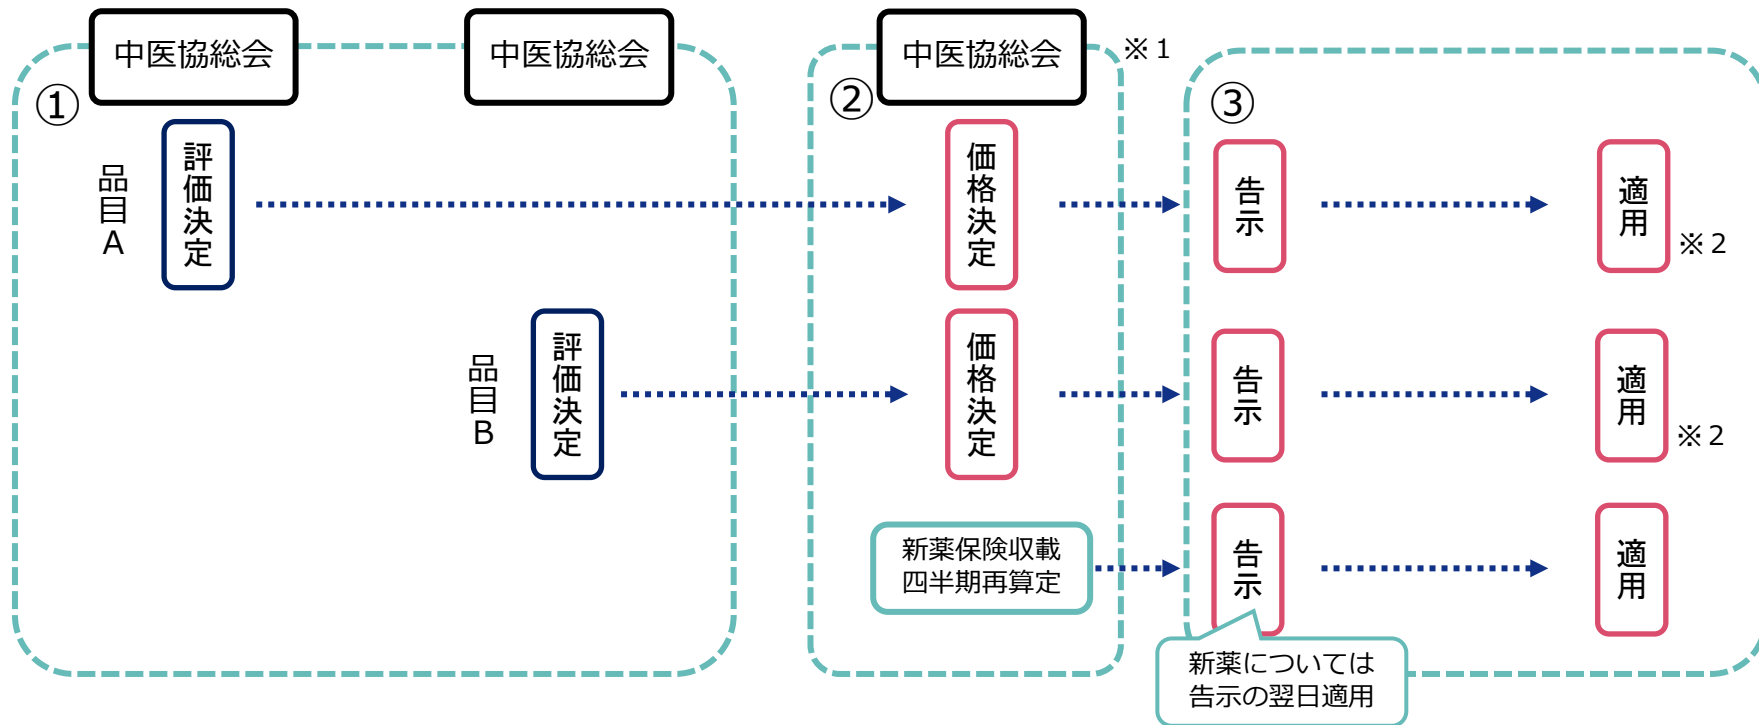 中医協総会
中医協総会
中医協総会
※1
①
②
③
品目A
評価決定
価格決定
告示
適用
※2
品目B
評価決定
価格決定
告示
適用
※2
新薬保険収載
四半期再算定
告示
適用
新薬については
告示の翌日適用